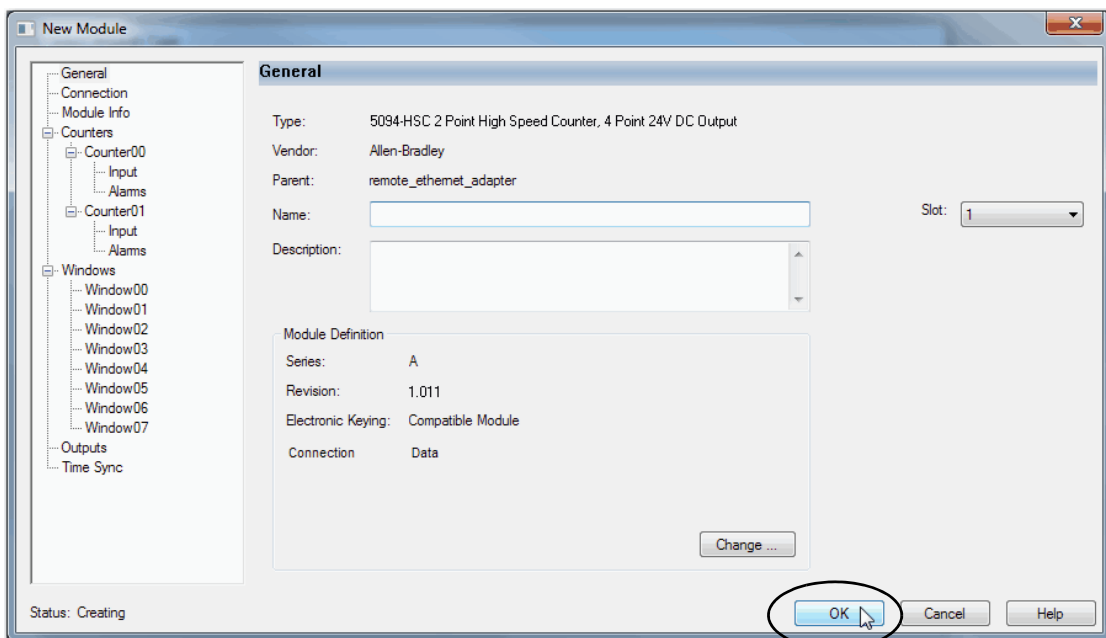 New Module
General
Connection
Module Info
Counters
Counter00
Input
Alarms
Counter01
Input
Alarms
Windows
Window00
Window01
Window02
Window03
Window04
Window05
Window06
Window07
Outputs
Time Sync
General
Type: 5094-HSC 2 Point High Speed Counter, 4 Point 24V DC Output
Vendor: Allen-Bradley
Parent: remote_ethernet_adapter
Name: Slot: 1
Description:
Module Definition
Series: A
Revision: 1.011
Electronic Keying: Compatible Module
Connection Data
Change ...
Status: Creating OK Cancel Help